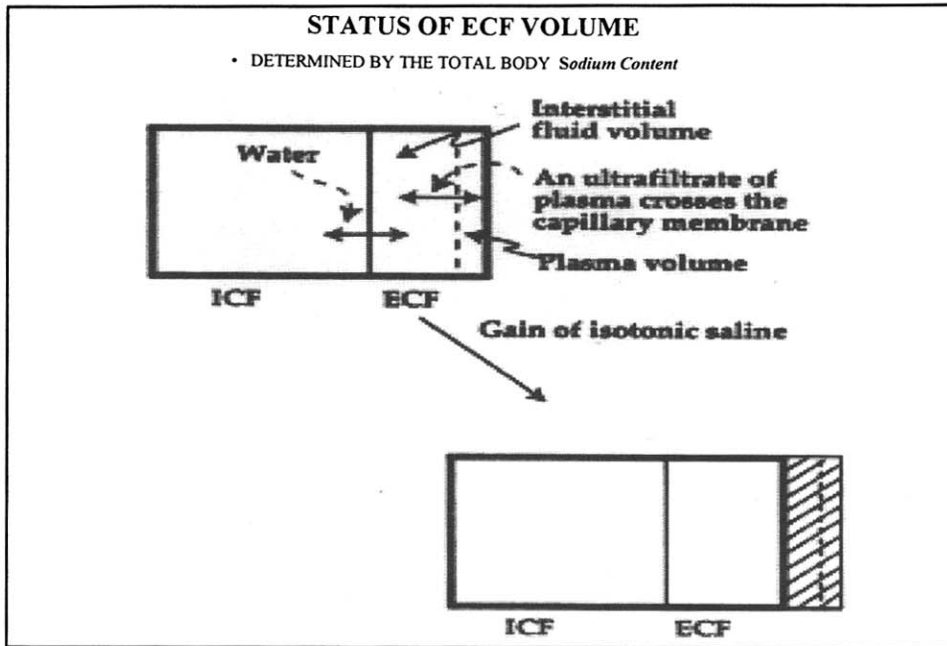 STATUS OF ECF VOLUME
• DETERMINED BY THE TOTAL BODY Sodium Content
Interstitial
fluid volume
Water
An ultrafiltrate of
plasma crosses the
capillary membrane
Plasma volume
ICF
ECF
Gain of isotonic saline
ICF
ECF